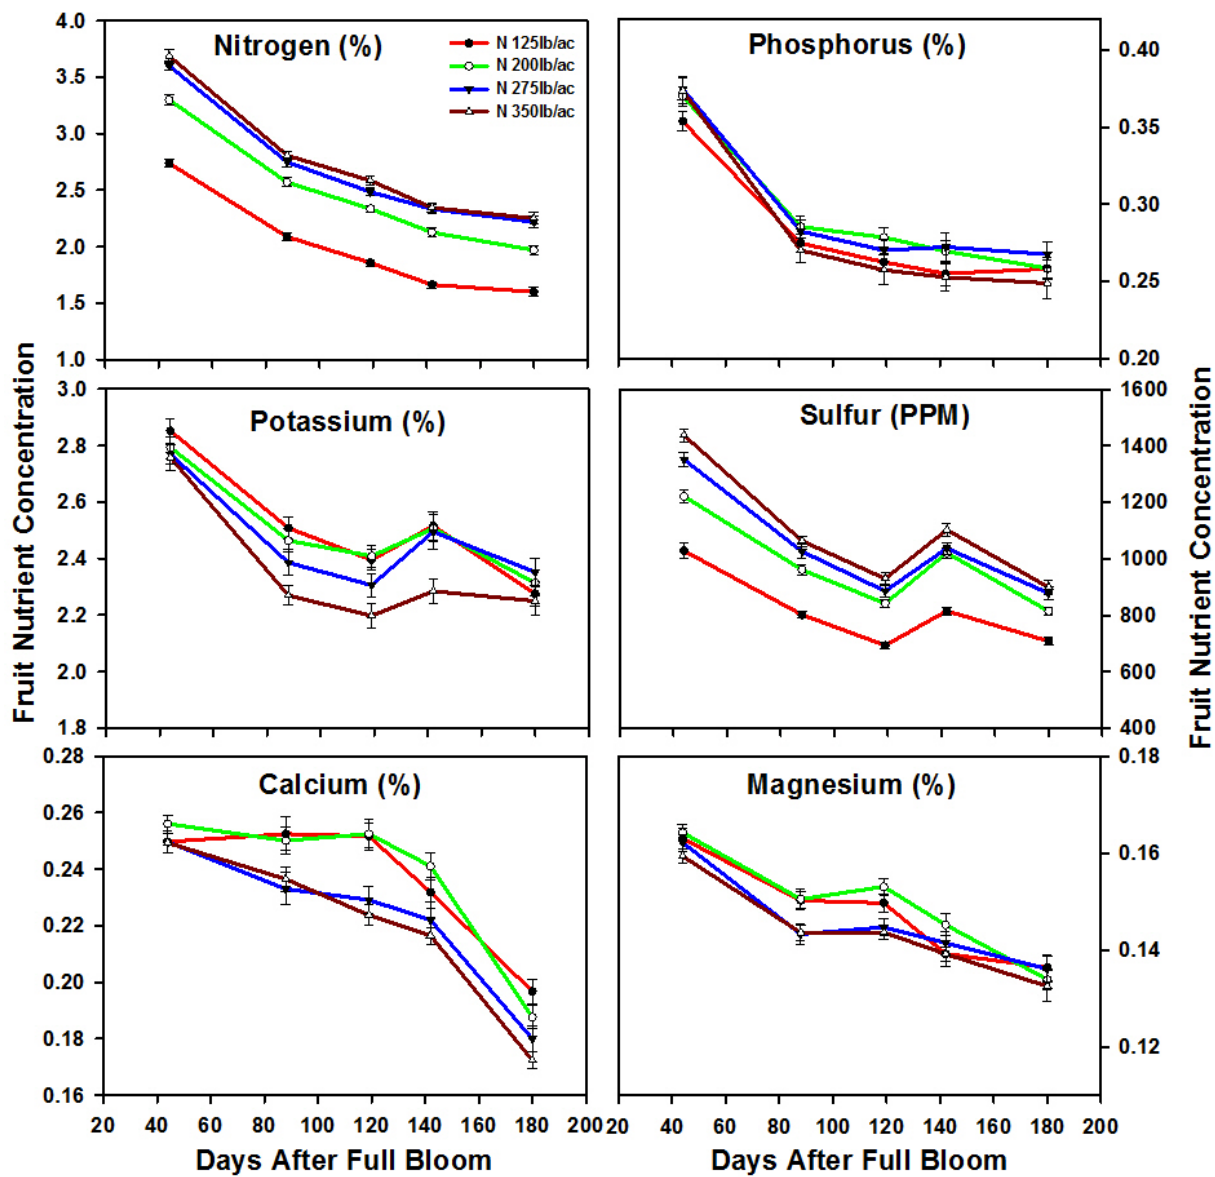 Nitrogen (%)
N 125lb/ac
N 200lb/ac
N 275lb/ac
N 350lb/ac
4.0
3.5
3.0
2.5
2.0
1.5
1.0
Phosphorus (%)
0.40
0.35
0.30
0.25
0.20
Potassium (%)
3.0
2.8
2.6
2.4
2.2
2.0
1.8
Sulfur (PPM)
1600
1400
1200
1000
800
600
400
Fruit Nutrient Concentration
Fruit Nutrient Concentration
Calcium (%)
0.28
0.26
0.24
0.22
0.20
0.18
0.16
Magnesium (%)
0.18
0.16
0.14
0.12
20 40 60 80 100 120 140 160 180 200
20 40 60 80 100 120 140 160 180 200
Days After Full Bloom
Days After Full Bloom